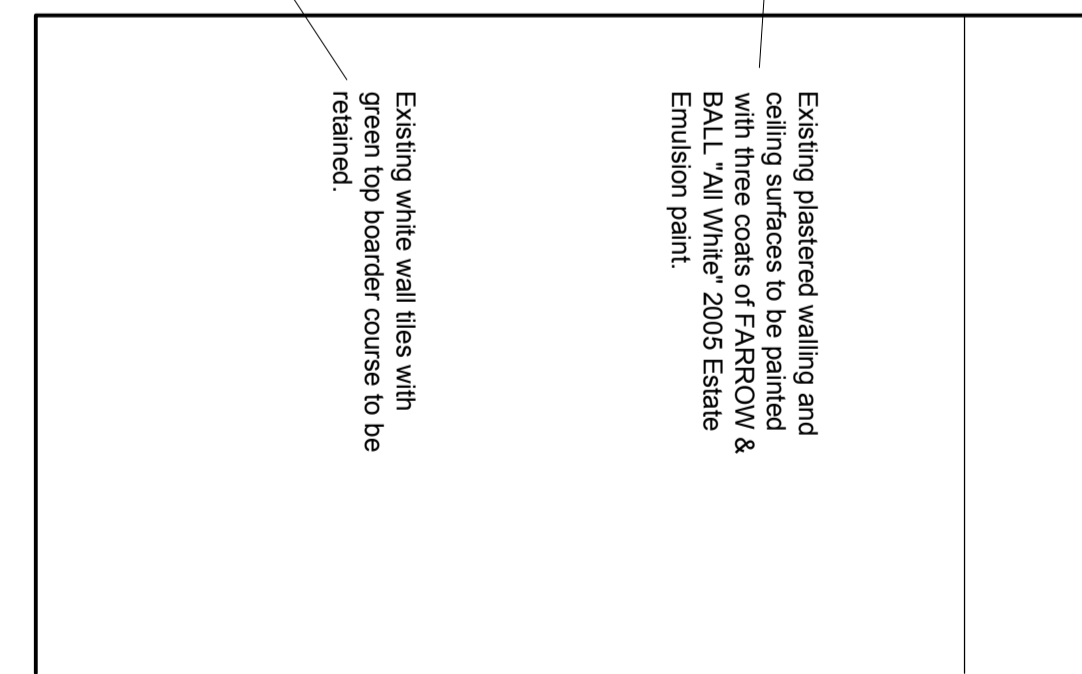 Existing plastered walling and
ceiling surfaces to be painted
with three coats of FARROW &
BALL "All White" 2005 Estate
Emulsion paint.
Existing white wall tiles with
green top boarder course to be
retained.